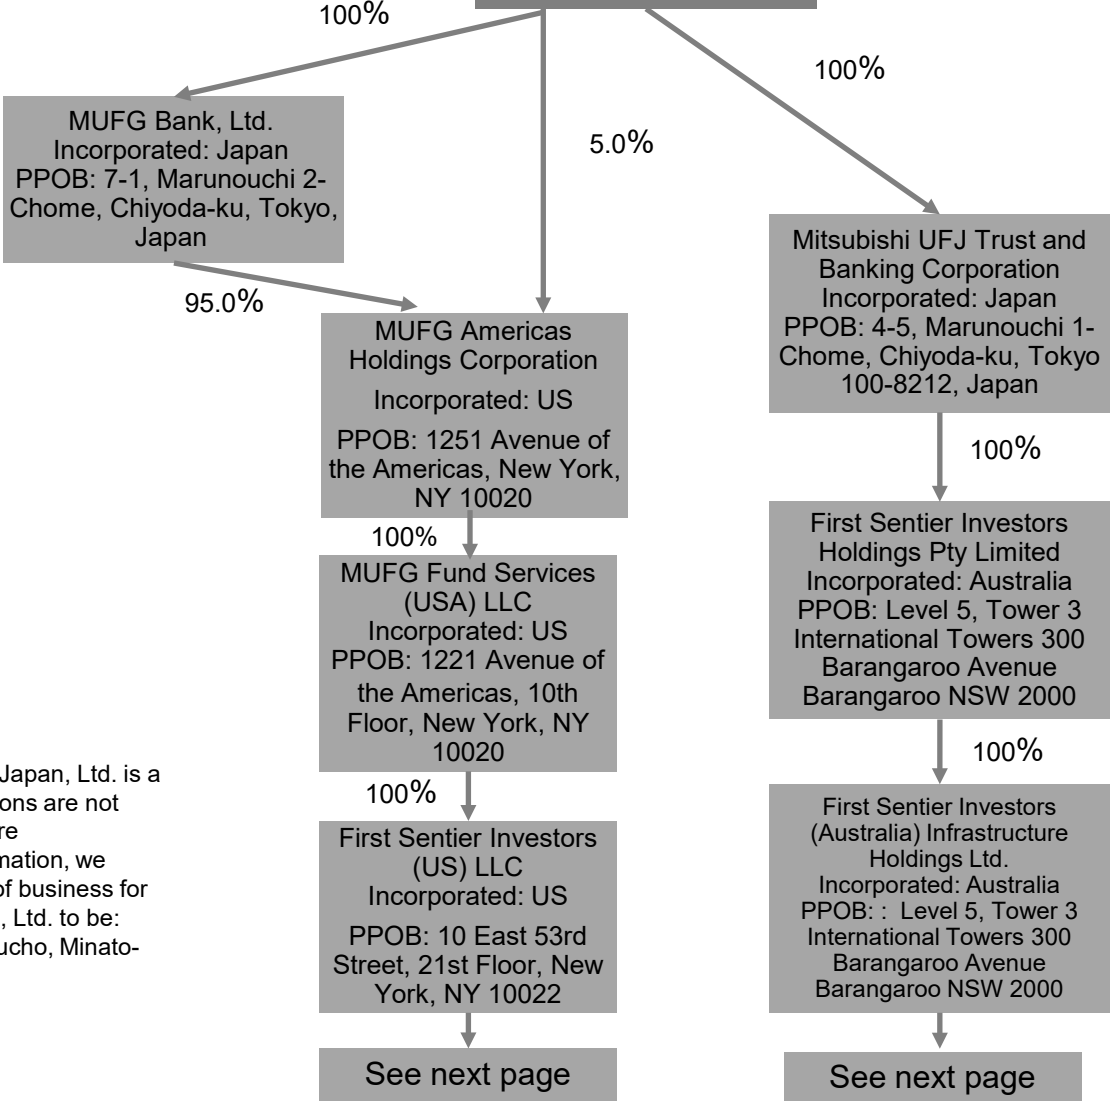 100%
100%
5.0%
MUFG Bank, Ltd.
Incorporated: Japan
PPOB: 7-1, Marunouchi 2-
Chome, Chiyoda-ku, Tokyo,
Japan
95.0%
Mitsubishi UFJ Trust and
Banking Corporation
Incorporated: Japan
PPOB: 4-5, Marunouchi 1-
Chome, Chiyoda-ku, Tokyo
100-8212, Japan
MUFG Americas
Holdings Corporation
Incorporated: US
PPOB: 1251 Avenue of
the Americas, New York,
NY 10020
100%
100%
MUFG Fund Services
(USA) LLC
Incorporated: US
PPOB: 1221 Avenue of
the Americas, 10th
Floor, New York, NY
10020
First Sentier Investors
Holdings Pty Limited
Incorporated: Australia
PPOB: Level 5, Tower 3
International Towers 300
Barangaroo Avenue
Barangaroo NSW 2000
100%
100%
Japan, Ltd. is a
ons are not
re
mation, we
of business for
, Ltd. to be:
ucho, Minato-
First Sentier Investors
(US) LLC
Incorporated: US
PPOB: 10 East 53rd
Street, 21st Floor, New
York, NY 10022
First Sentier Investors
(Australia) Infrastructure
Holdings Ltd.
Incorporated: Australia
PPOB: :  Level 5, Tower 3
International Towers 300
Barangaroo Avenue
Barangaroo NSW 2000
See next page
See next page